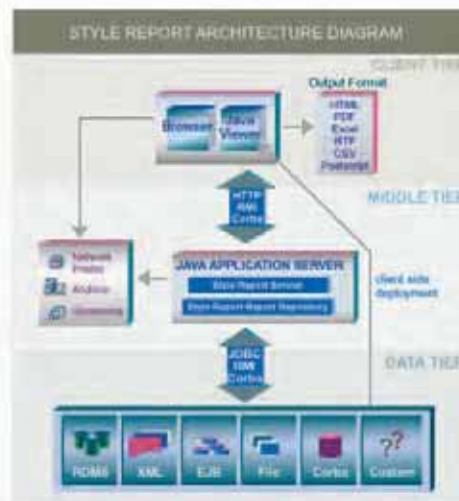 STYLE REPORT ARCHITECTURE DIAGRAM
CLIENT TIER
Output Format
Browser
Java
Viewer
HTML
PDF
Excel
RTF
CSV
Postscript
HTTP
RMI
Corba
MIDDLE TIER
Network
Printer
Archive
JAVA APPLICATION SERVER
Style Report Server
Style Report Report Repository
client side
deployment
JDBC
RMI
Corba
DATA TIER
RDMS
XML
EJB
File
Corba
Custom